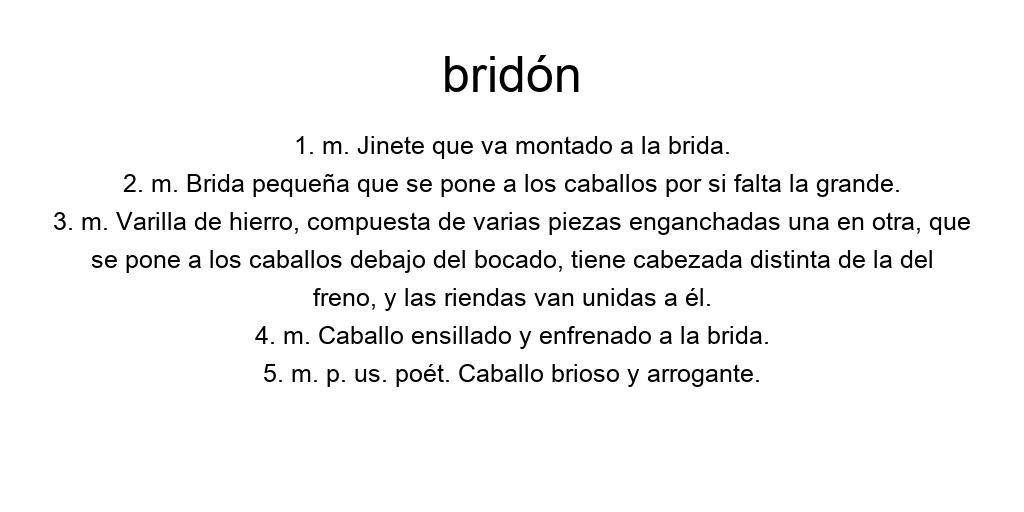 bridón
1. m. Jinete que va montado a la brida.
2. m. Brida pequeña que se pone a los caballos por si falta la grande.
3. m. Varilla de hierro, compuesta de varias piezas enganchadas una en otra, que
se pone a los caballos debajo del bocado, tiene cabezada distinta de la del
freno, y las riendas van unidas a él.
4. m. Caballo ensillado y enfrenado a la brida.
5. m. p. us. poét. Caballo brioso y arrogante.